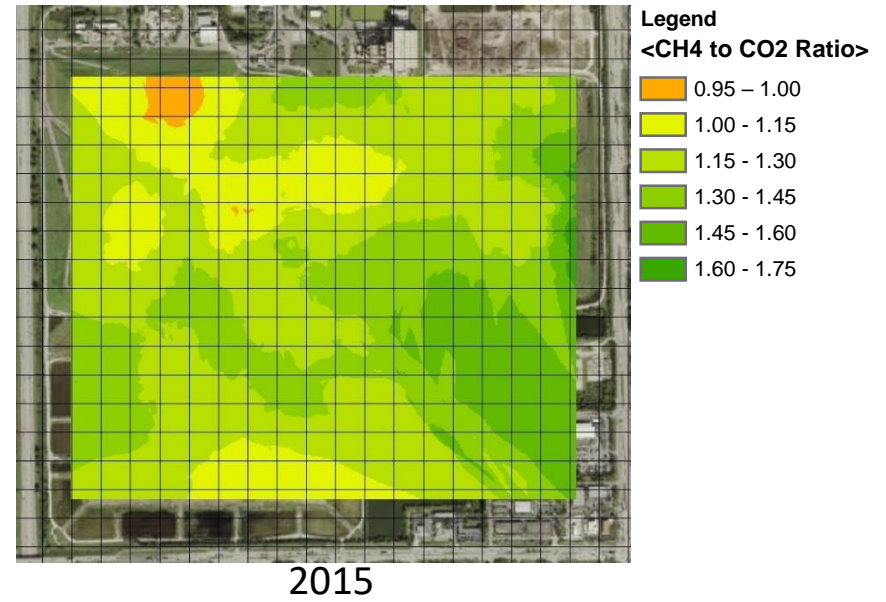 Legend
<CH4 to CO2 Ratio>
0.95 – 1.00
1.00 - 1.15
1.15 - 1.30
1.30 - 1.45
1.45 - 1.60
1.60 - 1.75
2015